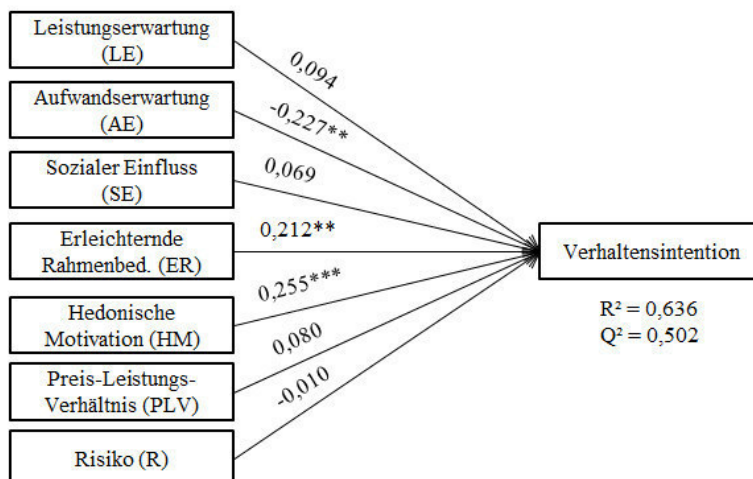 Leistungserwartung
(LE)
0,094
Aufwandserwartung
(AE)
-0,227**
Sozialer Einfluss
(SE)
0,069
Erleichternde
Rahmenbed. (ER)
0,212**
Verhaltensintention
Hedonische
Motivation (HM)
0,255***
R² = 0,636
Q² = 0,502
Preis-Leistungs-
Verhältnis (PLV)
0,080
Risiko (R)
-0,010